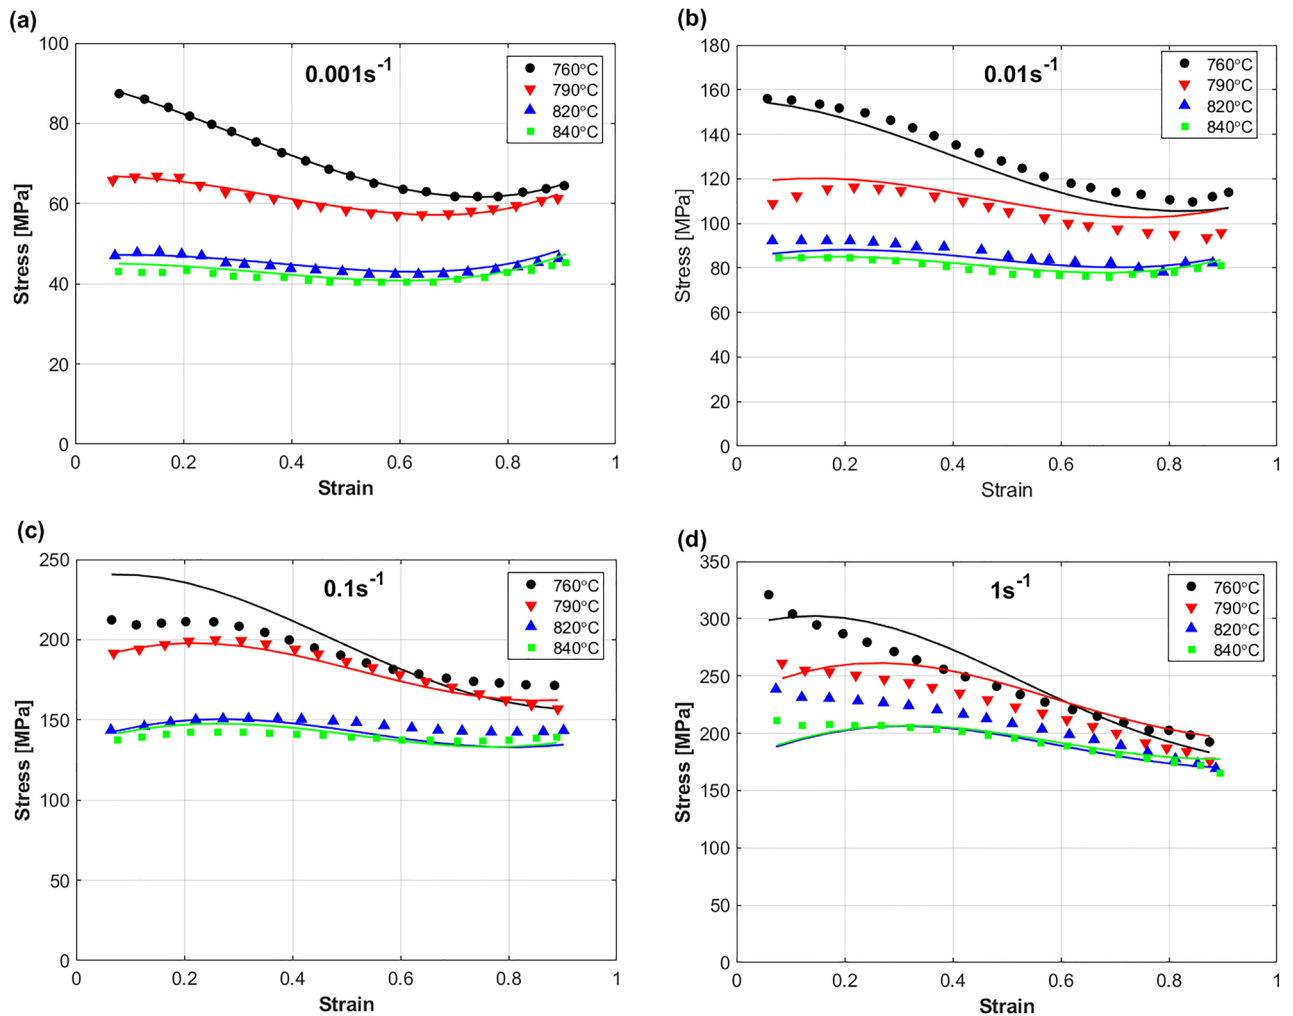 (a)
0.001s-1
760°C
790°C
820°C
840°C
100
80
60
40
20
0
Stress [MPa]
0 0.2 0.4 0.6 0.8 1
Strain
(b)
0.01s-1
760°C
790°C
820°C
840°C
180
160
140
120
100
80
60
40
20
0
Stress [MPa]
0 0.2 0.4 0.6 0.8 1
Strain
(c)
0.1s-1
760°C
790°C
820°C
840°C
250
200
150
100
50
0
Stress [MPa]
0 0.2 0.4 0.6 0.8 1
Strain
(d)
1s-1
760°C
790°C
820°C
840°C
350
300
250
200
150
100
50
0
Stress [MPa]
0 0.2 0.4 0.6 0.8 1
Strain